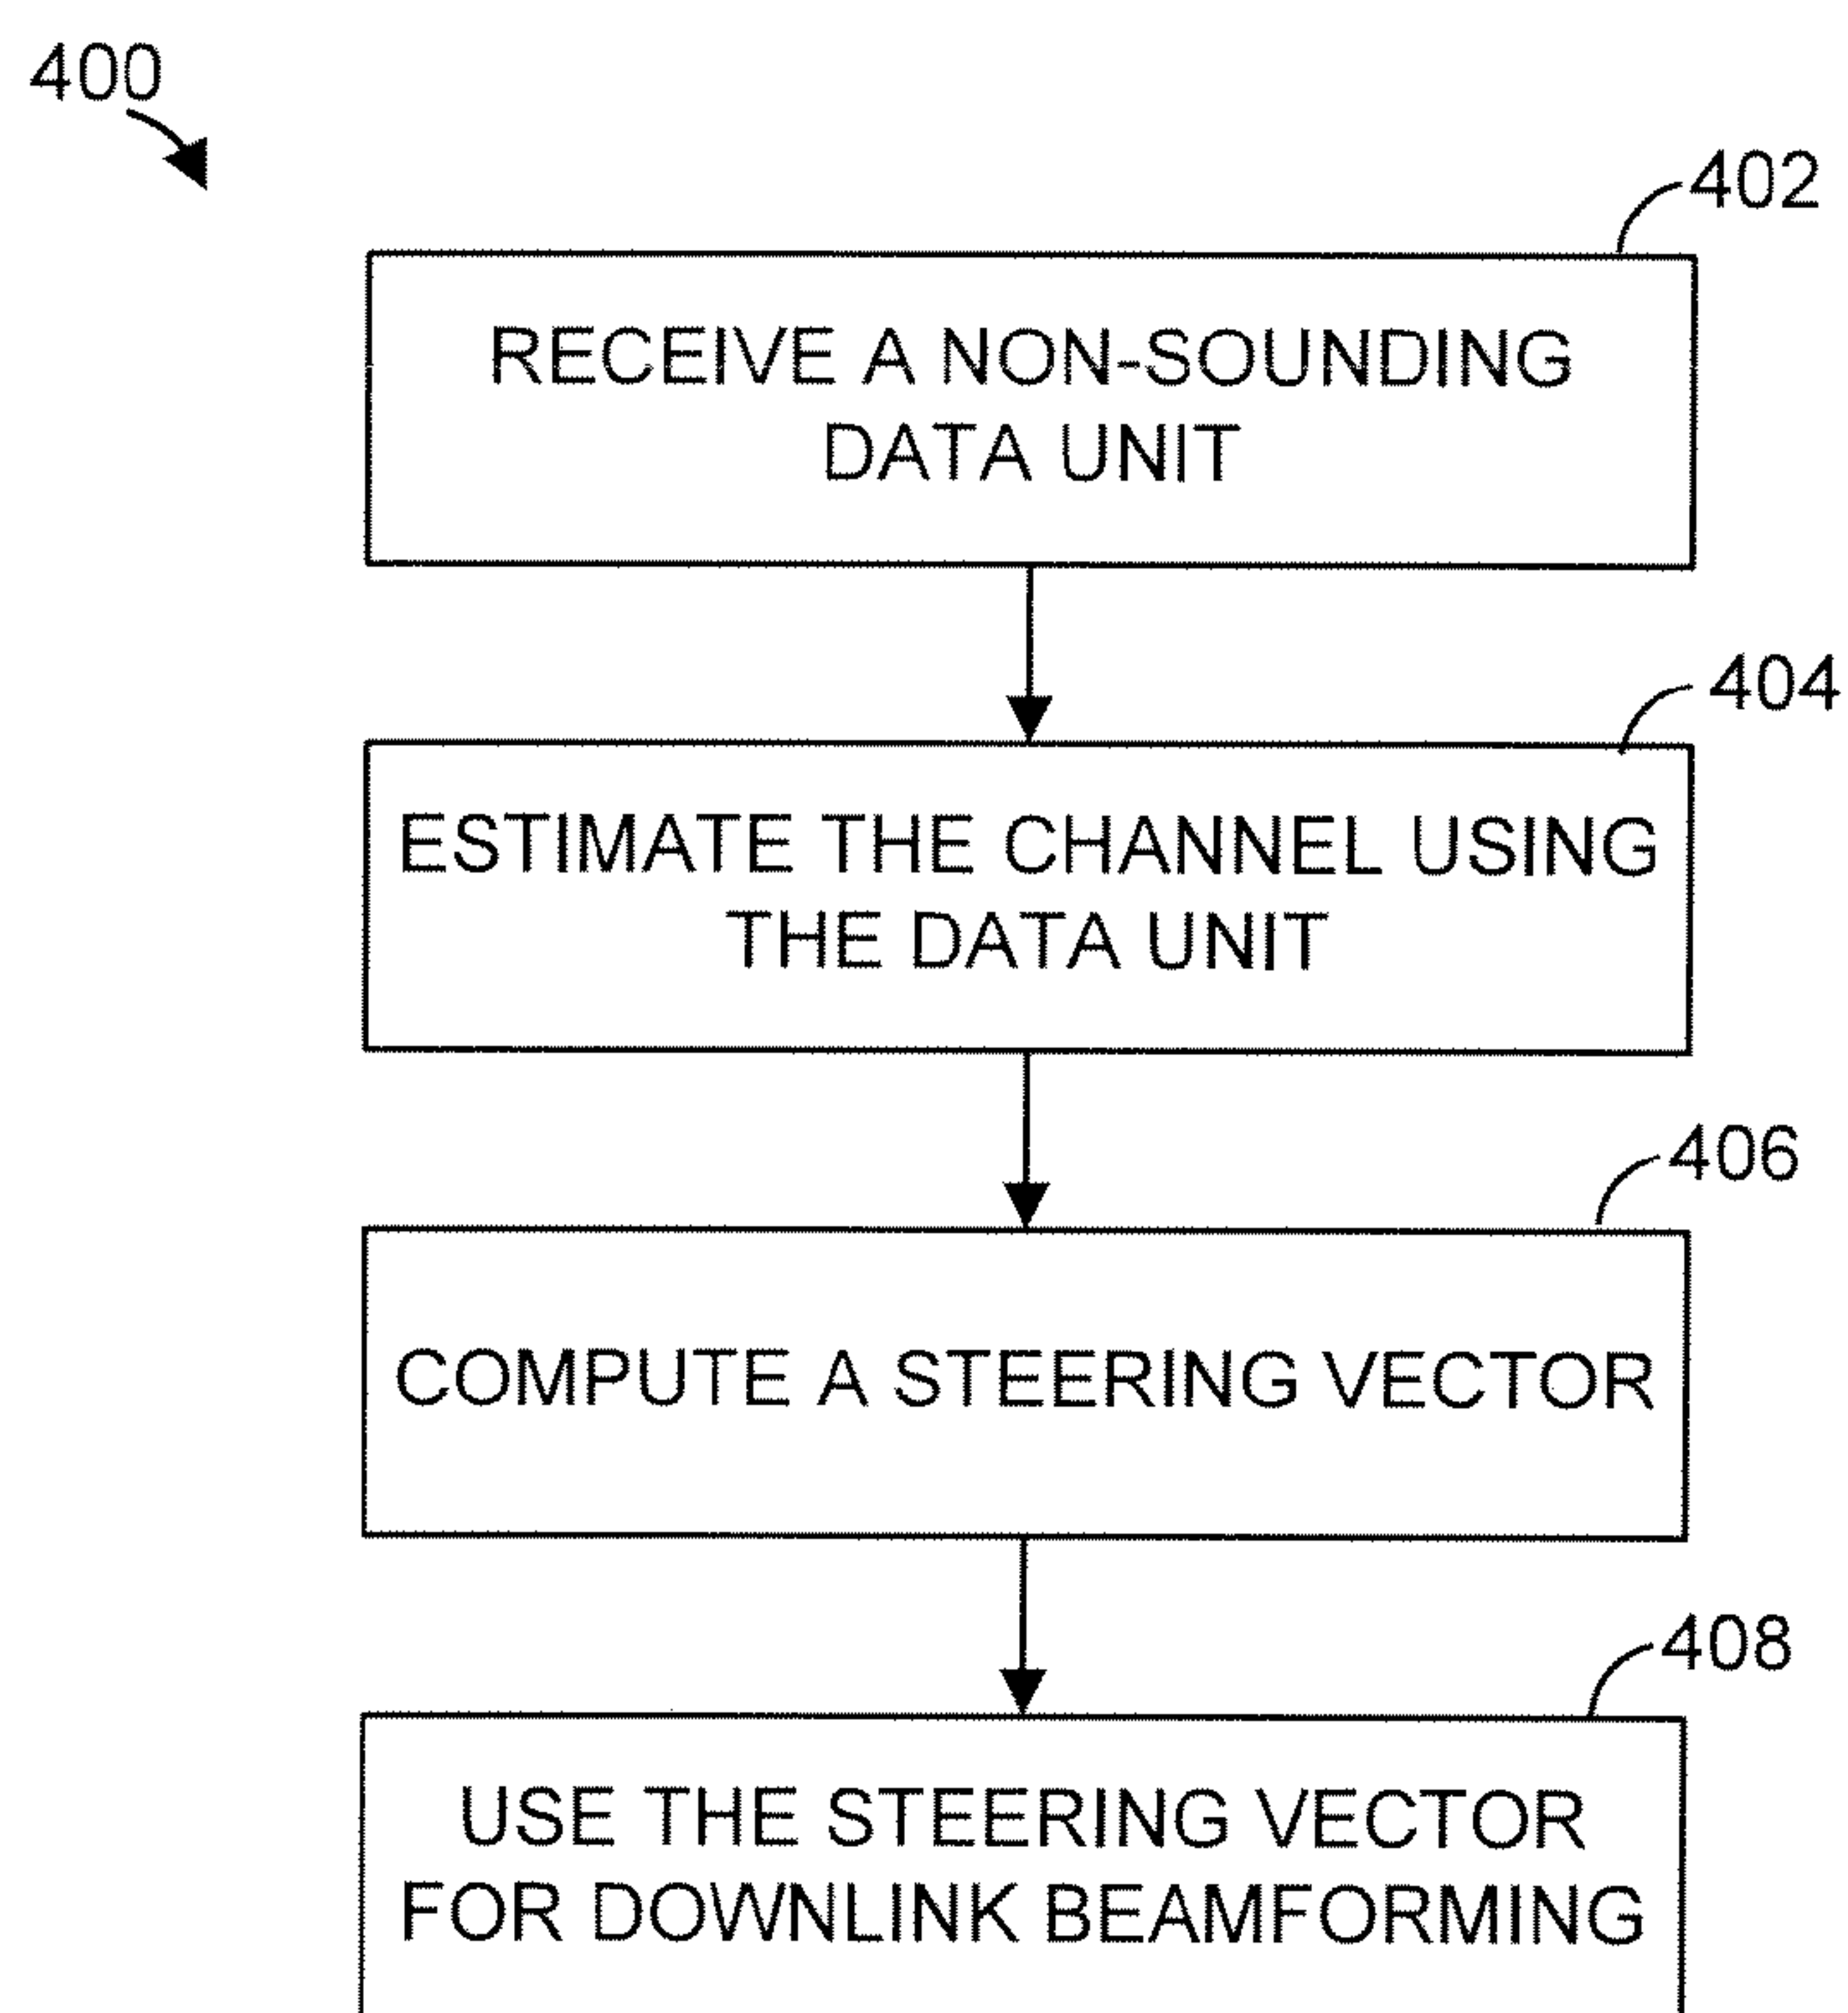 400
402
RECEIVE A NON-SOUNDING
DATA UNIT
404
ESTIMATE THE CHANNEL USING
THE DATA UNIT
406
COMPUTE A STEERING VECTOR
408
USE THE STEERING VECTOR
FOR DOWNLINK BEAMFORMING